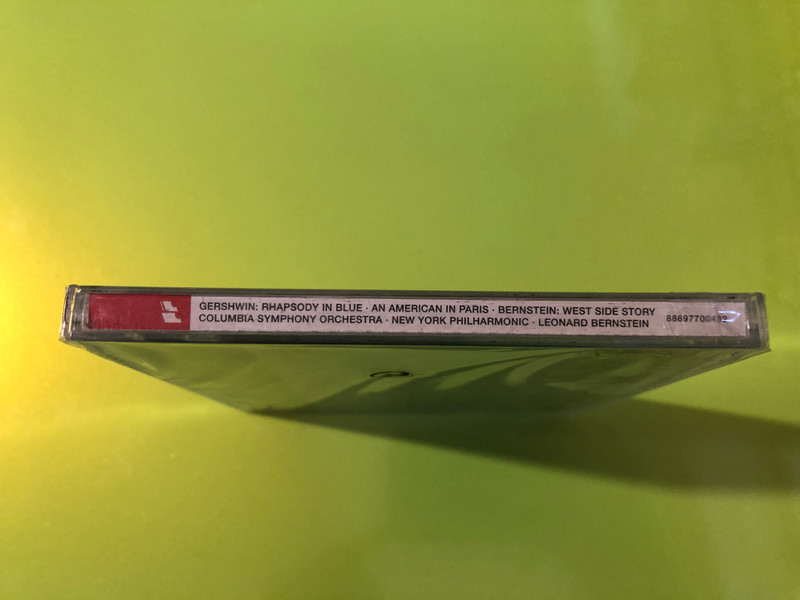 GERSHWIN: RHAPSODY IN BLUE · AN AMERICAN IN PARIS · BERNSTEIN: WEST SIDE STORY
COLUMBIA SYMPHONY ORCHESTRA · NEW YORK PHILHARMONIC · LEONARD BERNSTEIN